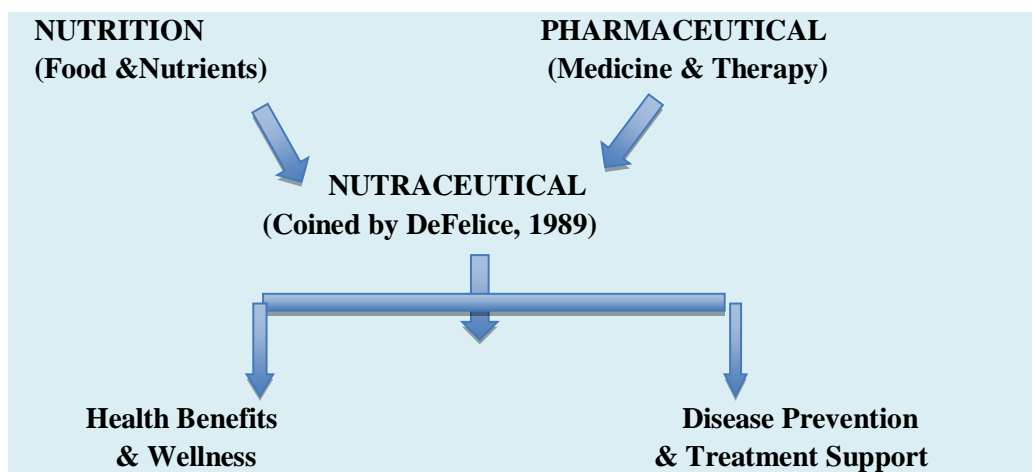 NUTRITION
(Food &Nutrients)
PHARMACEUTICAL
(Medicine & Therapy)
NUTRACEUTICAL
(Coined by DeFelice, 1989)
Health Benefits
& Wellness
Disease Prevention
& Treatment Support